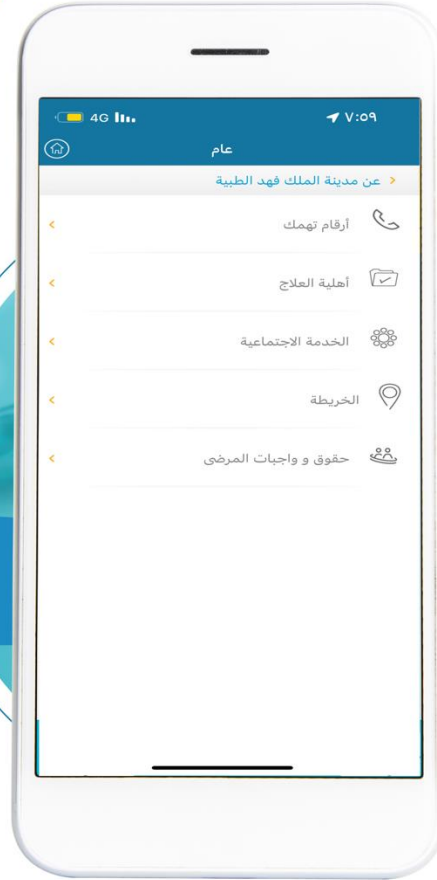 4G ٧:٥٩
عام
عن مدينة الملك فهد الطبية
أرقام تهمك
أهلية العلاج
الخدمة الاجتماعية
الخريطة
حقوق و واجبات المرضى